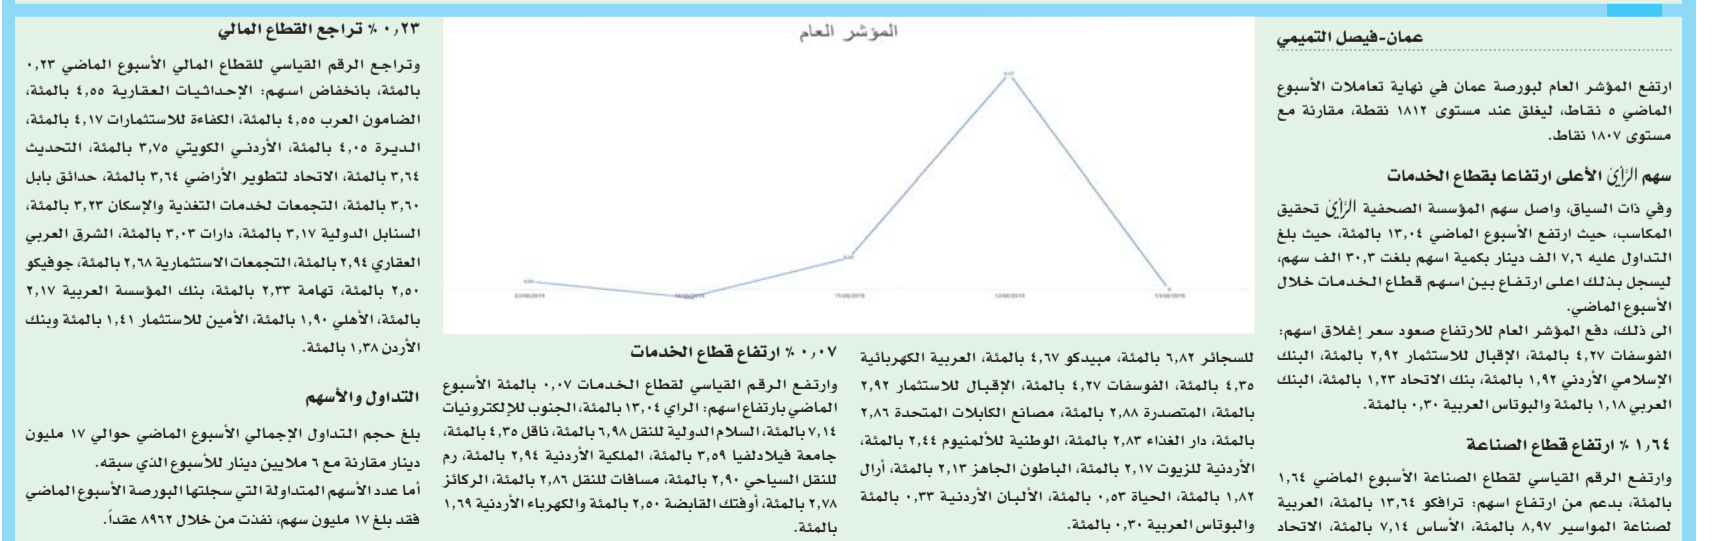 عمان-فيصل التميمي
ارتفع المؤشر العام لبورصة عمان في نهاية تعاملات الأسبوع
الماضي ٥ نقاط، ليغلق عند مستوى ١٨١٢ نقطة، مقارنة مع
مستوى ١٨٠٧ نقاط.
سهم الرأي الأعلى ارتفاعا بقطاع الخدمات
وفي ذات السياق، واصل سهم المؤسسة الصحفية الرأي تحقيق
المكاسب، حيث ارتفع الأسبوع الماضي ١٣,٠٤ بالمئة، حيث بلغ
التداول عليه ٧,٦ الف دينار بكمية اسهم بلغت ٣٠,٣ الف سهم،
ليسجل بذلك اعلى ارتفاع بين اسهم قطاع الخدمات خلال
الأسبوع الماضي.
الى ذلك، دفع المؤشر العام للارتفاع صعود سعر إغلاق اسهم:
الفوسفات ٤,٢٧ بالمئة، الإقبال للاستثمار ٢,٩٢ بالمئة، البنك
الإسلامي الأردني ١,٩٢ بالمئة، بنك الاتحاد ١,٢٣ بالمئة، البنك
العربي ١,١٨ بالمئة والبوتاس العربية ٠,٣٠ بالمئة.
١,٦٤ ٪ ارتفاع قطاع الصناعة
وارتفع الرقم القياسي لقطاع الصناعة الأسبوع الماضي ١,٦٤
بالمئة، بدعم من ارتفاع اسهم: ترافكو ١٣,٦٤ بالمئة، العربية
لصناعة المواسير ٨,٩٧ بالمئة، الأساس ٧,١٤ بالمئة، الاتحاد
المؤشر العام
03/06/2019
11/06/2019
12/06/2019
13/06/2019
للسجائر ٦,٨٢ بالمئة، مبيدكو ٤,٦٧ بالمئة، العربية الكهربائية
٤,٣٥ بالمئة، الفوسفات ٤,٢٧ بالمئة، الإقبال للاستثمار ٢,٩٢
بالمئة، المتصدرة ٢,٨٨ بالمئة، مصانع الكابلات المتحدة ٢,٨٦
بالمئة، دار الغذاء ٢,٨٣ بالمئة، الوطنية للألمنيوم ٢,٤٤ بالمئة،
الأردنية للزيوت ٢,١٧ بالمئة، الباطون الجاهز ٢,١٣ بالمئة، أرال
١,٨٢ بالمئة، الحياة ٠,٥٣ بالمئة، الألبان الأردنية ٠,٣٣ بالمئة
والبوتاس العربية ٠,٣٠ بالمئة.
٠,٠٧ ٪ ارتفاع قطاع الخدمات
وارتفع الرقم القياسي لقطاع الخدمات ٠,٠٧ بالمئة الأسبوع
الماضي بارتفاع اسهم: الراي ١٣,٠٤ بالمئة، الجنوب للإلكترونيات
٧,١٤ بالمئة، السلام الدولية للنقل ٦,٩٨ بالمئة، ناقل ٤,٣٥ بالمئة،
جامعة فيلادلفيا ٣,٥٩ بالمئة، الملكية الأردنية ٢,٩٤ بالمئة، رم
للنقل السياحي ٢,٩٠ بالمئة، مسافات للنقل ٢,٨٦ بالمئة، الركائز
٢,٧٨ بالمئة، أوفتك القابضة ٢,٥٠ بالمئة والكهرباء الأردنية ١,٦٩
بالمئة.
٠,٢٣ ٪ تراجع القطاع المالي
وتراجع الرقم القياسي للقطاع المالي الأسبوع الماضي ٠,٢٣
بالمئة، بانخفاض اسهم: الإحداثيات العقارية ٤,٥٥ بالمئة،
الضامون العرب ٤,٥٥ بالمئة، الكفاءة للاستثمارات ٤,١٧ بالمئة،
الديرة ٤,٠٥ بالمئة، الأردني الكويتي ٣,٧٥ بالمئة، التحديث
٣,٦٤ بالمئة، الاتحاد لتطوير الأراضي ٣,٦٤ بالمئة، حدائق بابل
٣,٦٠ بالمئة، التجمعات لخدمات التغذية والإسكان ٣,٢٣ بالمئة،
السنابل الدولية ٣,١٧ بالمئة، دارات ٣,٠٣ بالمئة، الشرق العربي
العقاري ٢,٩٤ بالمئة، التجمعات الاستثمارية ٢,٦٨ بالمئة، جوفيكو
٢,٥٠ بالمئة، تهامة ٢,٣٣ بالمئة، بنك المؤسسة العربية ٢,١٧
بالمئة، الأهلي ١,٩٠ بالمئة، الأمين للاستثمار ١,٤١ بالمئة وبنك
الأردن ١,٣٨ بالمئة.
التداول والأسهم
بلغ حجم التداول الإجمالي الأسبوع الماضي حوالي ١٧ مليون
دينار مقارنة مع ٦ ملايين دينار للأسبوع الذي سبقه.
أما عدد الأسهم المتداولة التي سجلتها البورصة الأسبوع الماضي
فقد بلغ ١٧ مليون سهم، نفذت من خلال ٨٩٦٢ عقداً.